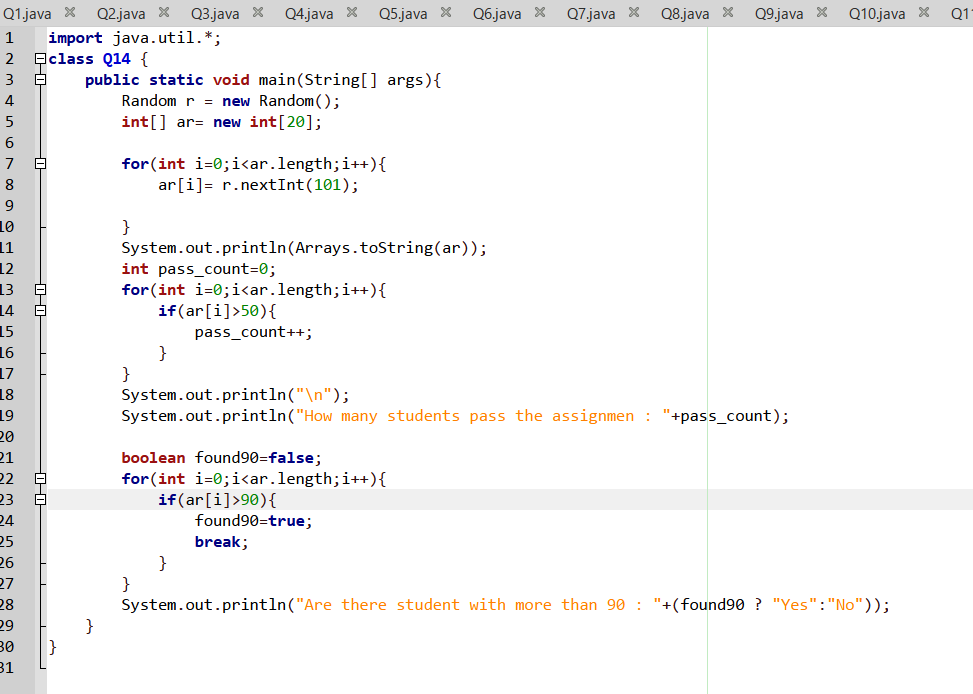 Q1.java Q2.java Q3.java Q4.java Q5.java Q6.java Q7.java Q8.java Q9.java Q10.java Q1
1 import java.util.*;
2 class Q14 {
3     public static void main(String[] args){
4         Random r = new Random();
5         int[] ar= new int[20];
6
7         for(int i=0;i<ar.length;i++){
8             ar[i]= r.nextInt(101);
9
10         }
11         System.out.println(Arrays.toString(ar));
12         int pass_count=0;
13         for(int i=0;i<ar.length;i++){
14             if(ar[i]>50){
15                 pass_count++;
16             }
17         }
18         System.out.println("\n");
19         System.out.println("How many students pass the assignmen : "+pass_count);
20
21         boolean found90=false;
22         for(int i=0;i<ar.length;i++){
23             if(ar[i]>90){
24                 found90=true;
25                 break;
26             }
27         }
28         System.out.println("Are there student with more than 90 : "+(found90 ? "Yes":"No"));
29     }
30 }
31